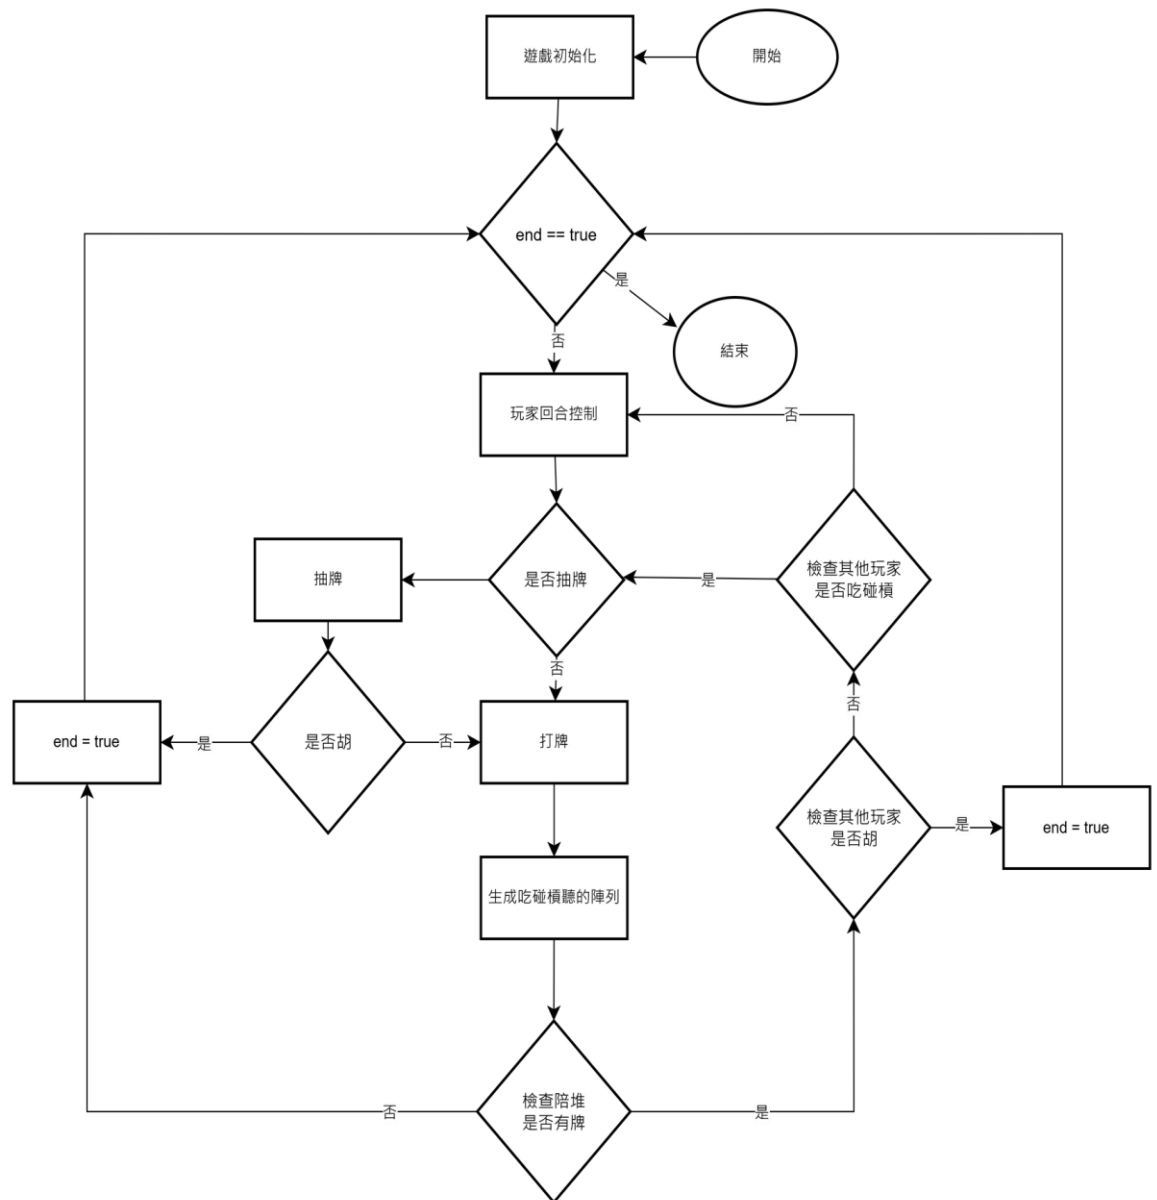 開始
遊戲初始化
end == true
是
結束
否
玩家回合控制
否
檢查其他玩家
是否吃碰槓
是
是否抽牌
抽牌
否
否
是否胡
是
否
打牌
end = true
檢查其他玩家
是否胡
是
end = true
生成吃碰槓聽的陣列
檢查陪堆
是否有牌
否
是